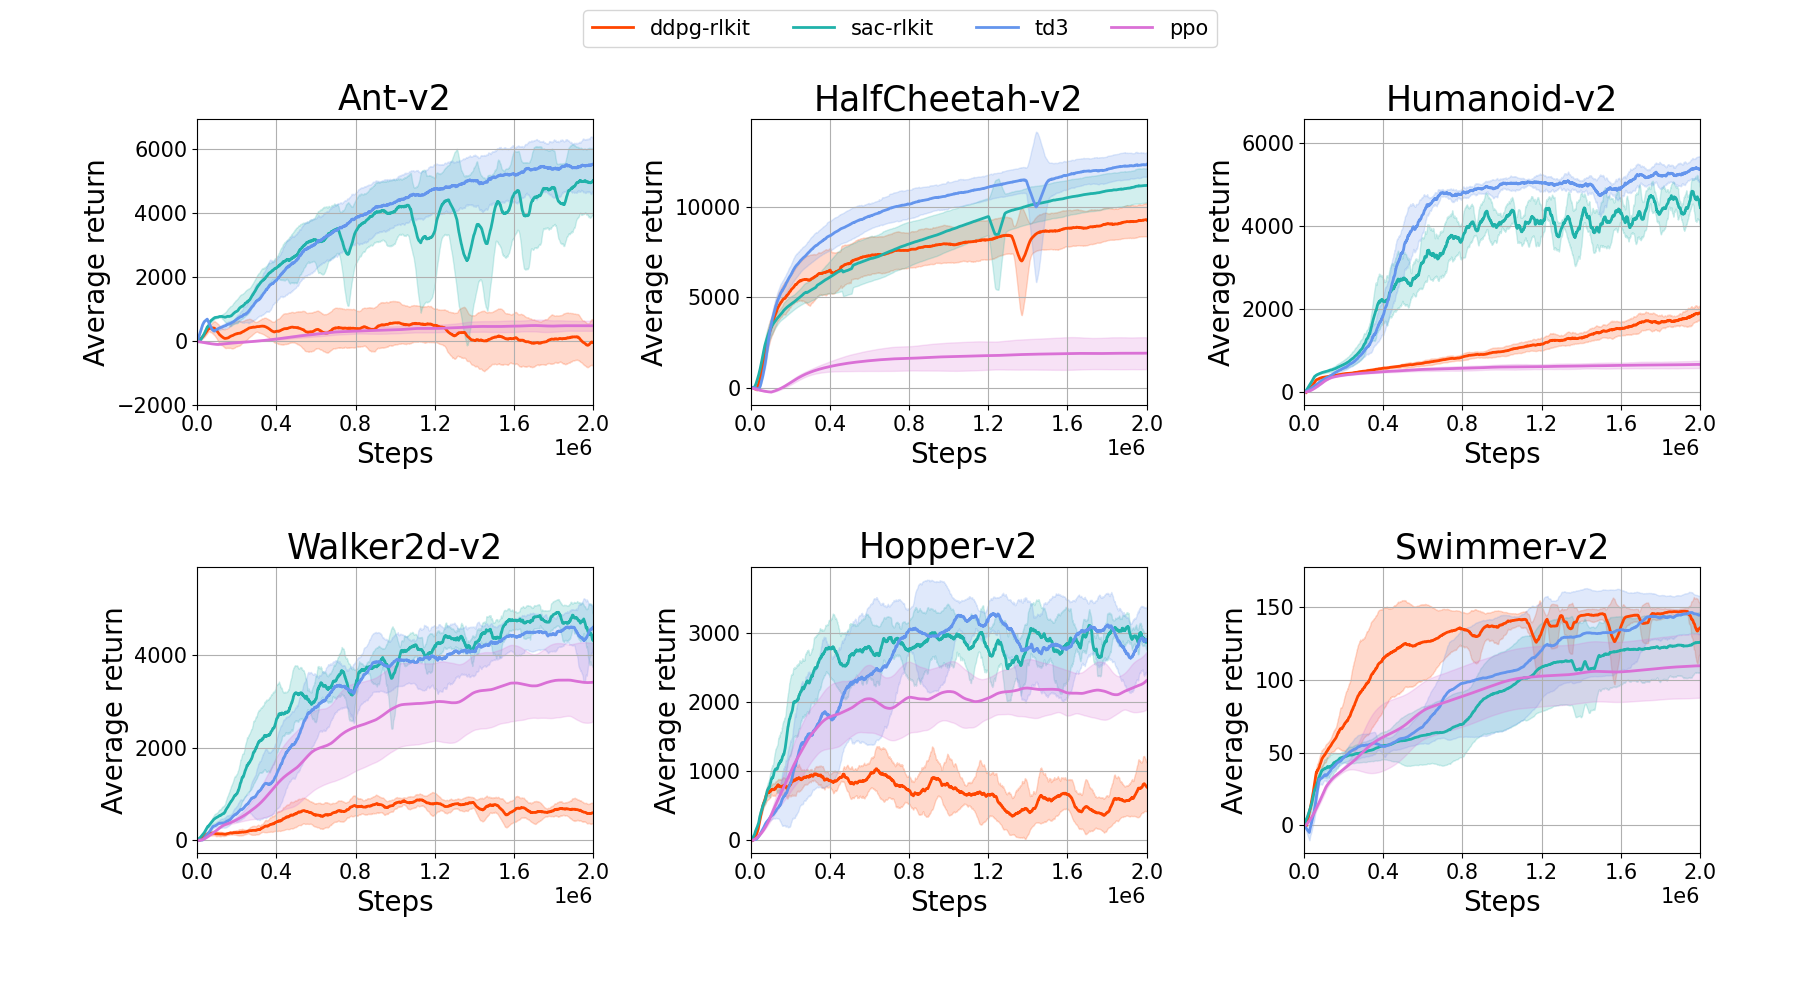 ddpg-rlkit sac-rlkit td3 ppo
Ant-v2
6000
4000
2000
0
−2000
Average return
0.0 0.4 0.8 1.2 1.6 2.0
1e6
Steps
HalfCheetah-v2
10000
5000
0
Average return
0.0 0.4 0.8 1.2 1.6 2.0
1e6
Steps
Humanoid-v2
6000
4000
2000
0
Average return
0.0 0.4 0.8 1.2 1.6 2.0
1e6
Steps
Walker2d-v2
4000
2000
0
Average return
0.0 0.4 0.8 1.2 1.6 2.0
1e6
Steps
Hopper-v2
3000
2000
1000
0
Average return
0.0 0.4 0.8 1.2 1.6 2.0
1e6
Steps
Swimmer-v2
150
100
50
0
Average return
0.0 0.4 0.8 1.2 1.6 2.0
1e6
Steps